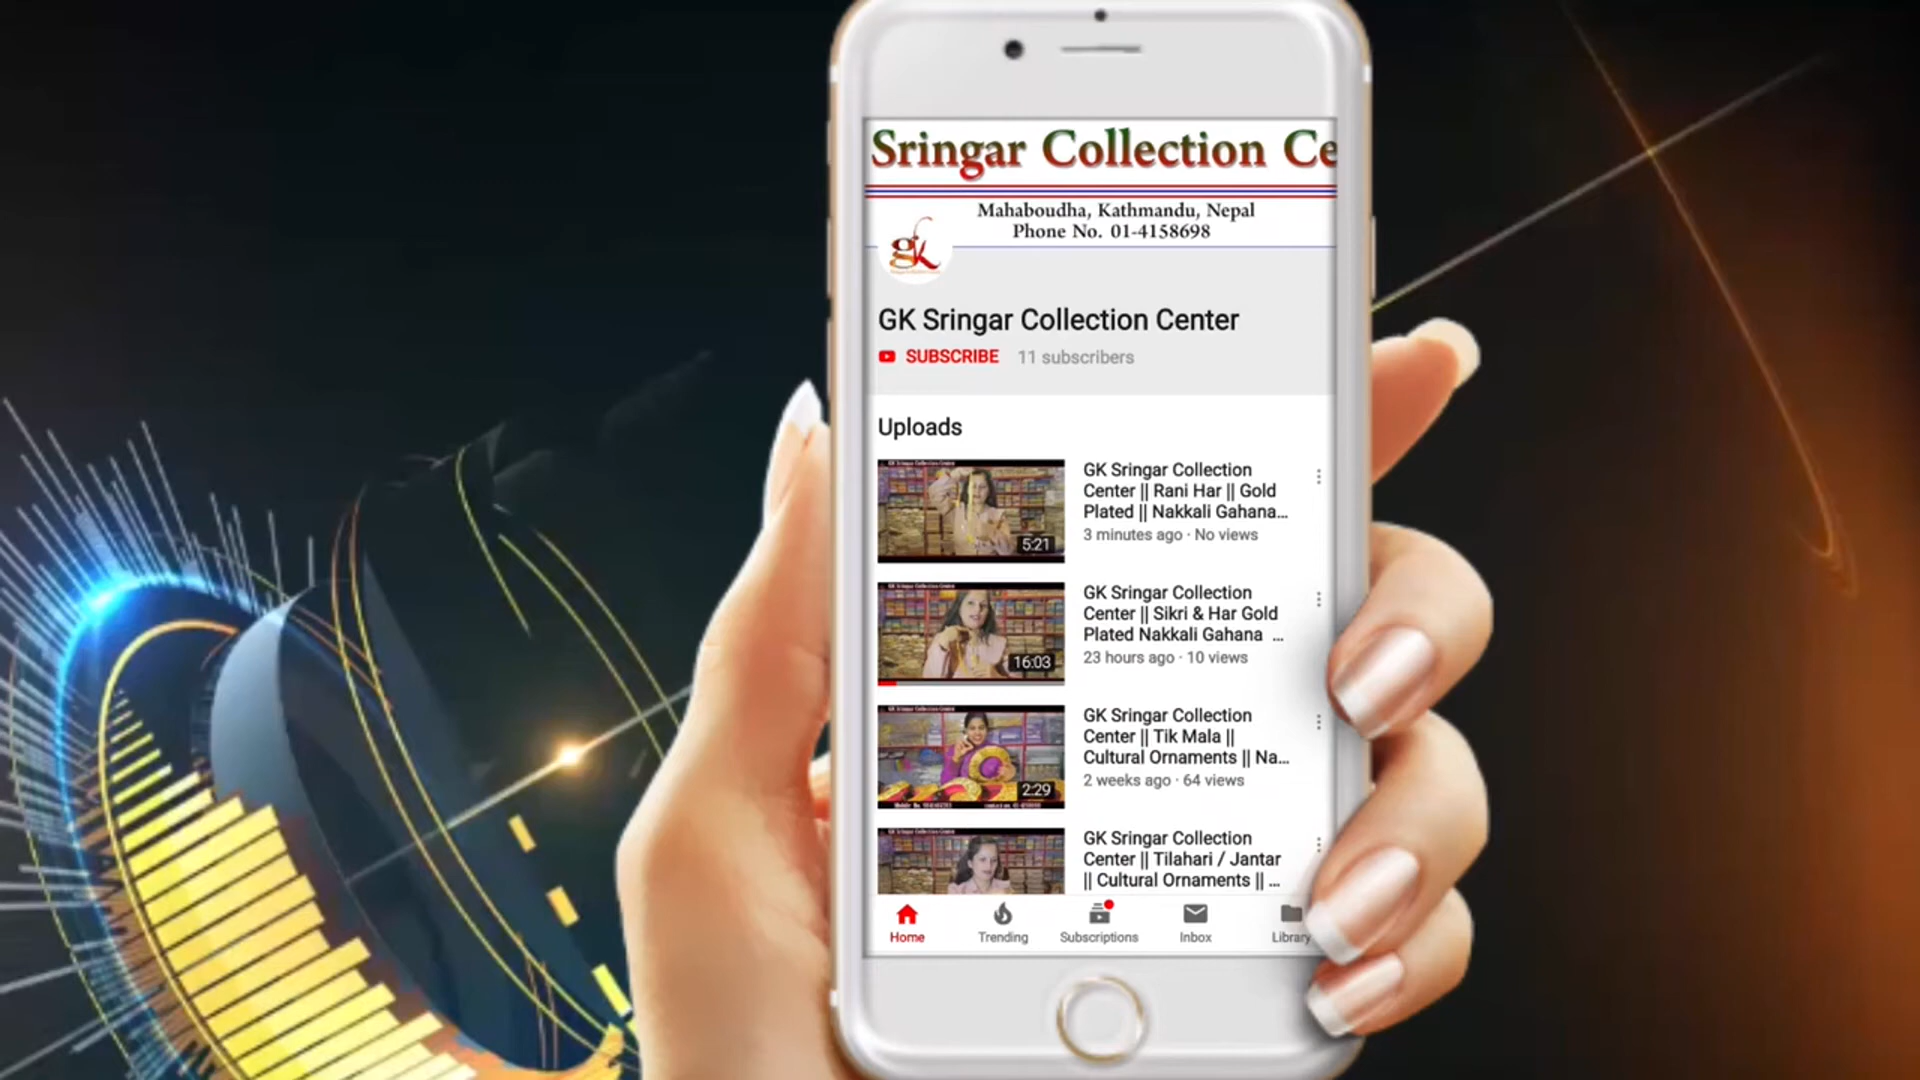 Sringar Collection Ce
Mahaboudha, Kathmandu, Nepal
Phone No. 01-4158698
gk
GK Sringar Collection Center
SUBSCRIBE 11 subscribers
Uploads
GK Sringar Collection
Center || Rani Har || Gold
Plated || Nakkali Gahana...
3 minutes ago · No views
5:21
GK Sringar Collection
Center || Sikri & Har Gold
Plated Nakkali Gahana ...
23 hours ago · 10 views
16:03
GK Sringar Collection
Center || Tik Mala ||
Cultural Ornaments || Na...
2 weeks ago · 64 views
2:29
GK Sringar Collection
Center || Tilahari / Jantar
|| Cultural Ornaments || ...
Home Trending Subscriptions Inbox Library